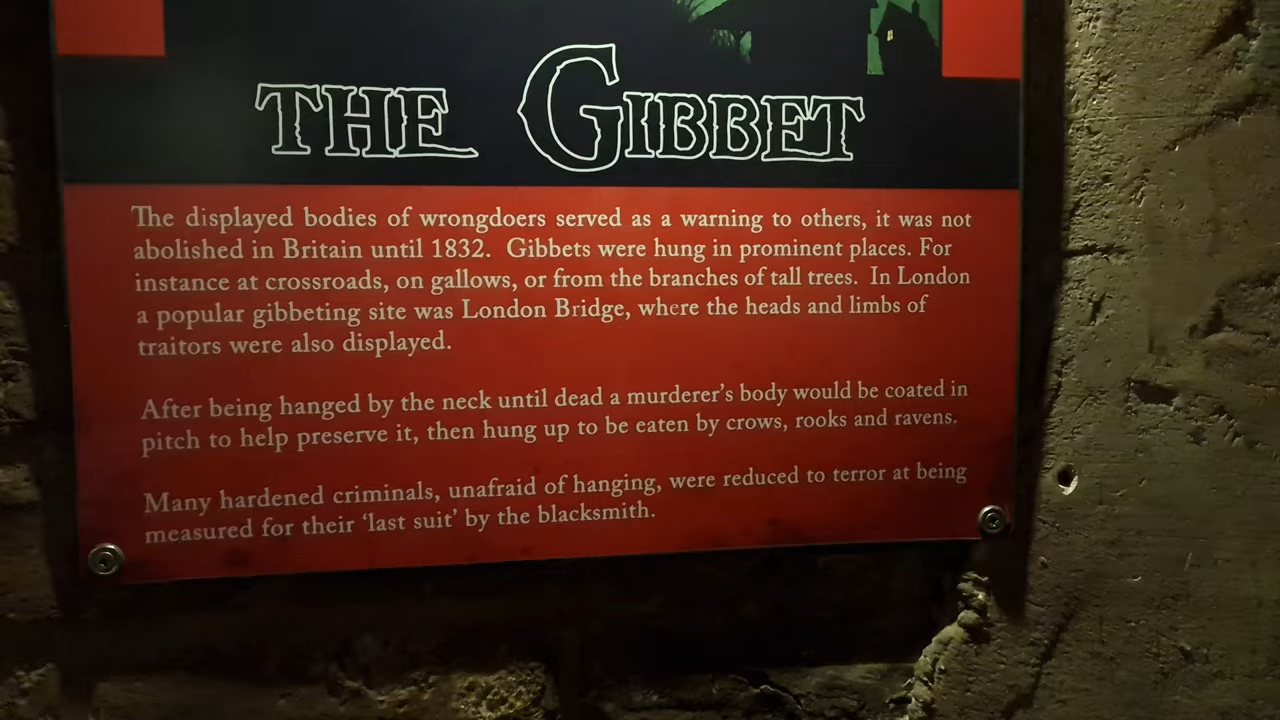 THE GIBBET
The displayed bodies of wrongdoers served as a warning to others, it was not
abolished in Britain until 1832. Gibbets were hung in prominent places. For
instance at crossroads, on gallows, or from the branches of tall trees. In London
a popular gibbeting site was London Bridge, where the heads and limbs of
traitors were also displayed.
After being hanged by the neck until dead a murderer's body would be coated in
pitch to help preserve it, then hung up to be eaten by crows, rooks and ravens.
Many hardened criminals, unafraid of hanging, were reduced to terror at being
measured for their 'last suit' by the blacksmith.